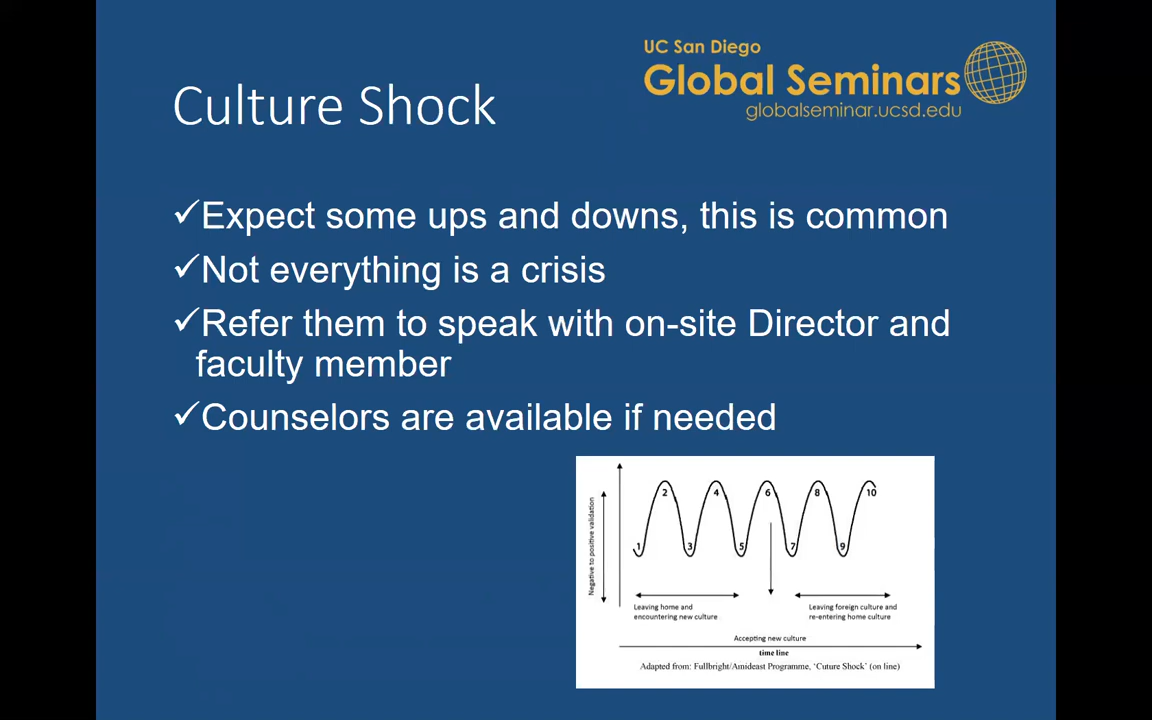 UC San Diego
Global Seminars
globalseminar.ucsd.edu
Culture Shock
✓Expect some ups and downs, this is common
✓Not everything is a crisis
✓Refer them to speak with on-site Director and
faculty member
✓Counselors are available if needed
Negative to positive validation
1
2
3
4
5
6
7
8
9
10
Leaving home and
encountering new culture
Leaving foreign culture and
re-entering home culture
Accepting new culture
time line
Adapted from: Fullbright/Amideast Programme, 'Cuture Shock' (on line)